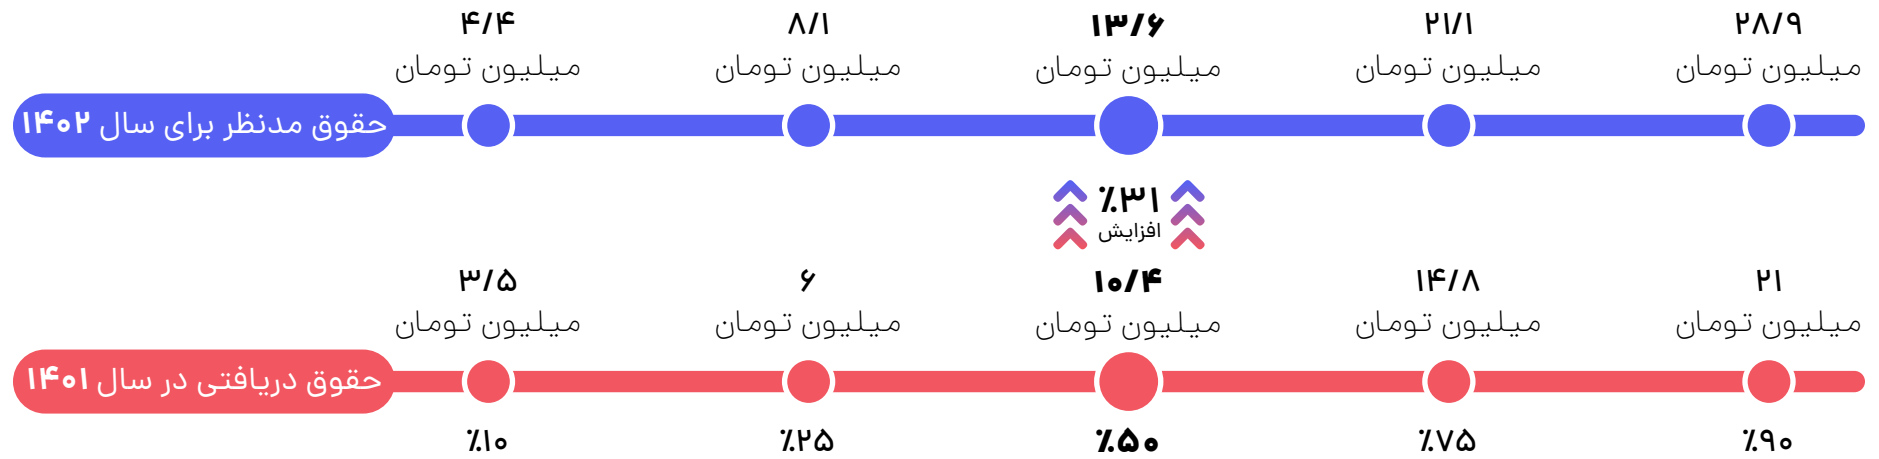 ۴/۴
میلیون تومان
۸/۱
میلیون تومان
۱۳/۶
میلیون تومان
۲۱/۱
میلیون تومان
۲۸/۹
میلیون تومان
حقوق مدنظر برای سال ۱۴۰۲
٪۳۱
افزایش
۳/۵
میلیون تومان
۶
میلیون تومان
۱۰/۴
میلیون تومان
۱۴/۸
میلیون تومان
۲۱
میلیون تومان
حقوق دریافتی در سال ۱۴۰۱
٪۱۰
٪۲۵
٪۵۰
٪۷۵
٪۹۰